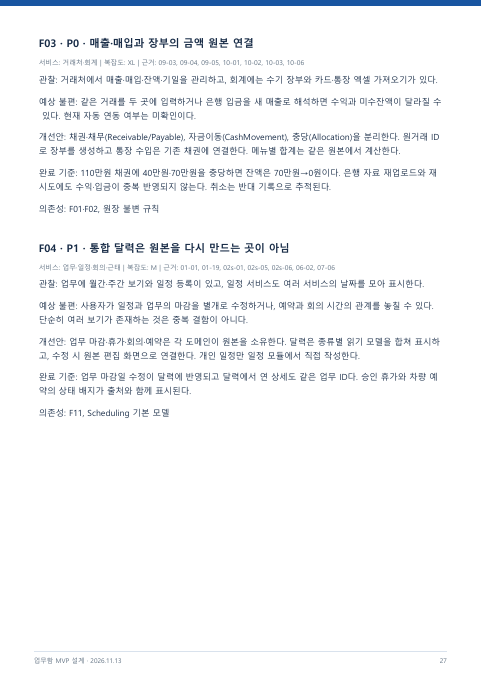 F03 · P0 · 매출·매입과 장부의 금액 원본 연결
서비스: 거래처·회계 | 복잡도: XL | 근거: 09-03, 09-04, 09-05, 10-01, 10-02, 10-03, 10-06
관찰: 거래처에서 매출·매입·잔액·기일을 관리하고, 회계에는 수기 장부와 카드·통장 엑셀 가져오기가 있다.
예상 불편: 같은 거래를 두 곳에 입력하거나 은행 입금을 새 매출로 해석하면 수익과 미수잔액이 달라질 수
있다. 현재 자동 연동 여부는 미확인이다.
개선안: 채권·채무(Receivable/Payable), 자금이동(CashMovement), 충당(Allocation)을 분리한다. 원거래 ID
로 장부를 생성하고 통장 수입은 기존 채권에 연결한다. 메뉴별 합계는 같은 원본에서 계산한다.
완료 기준: 110만원 채권에 40만원·70만원을 충당하면 잔액은 70만원→0원이다. 은행 자료 재업로드와 재
시도에도 수익·입금이 중복 반영되지 않는다. 취소는 반대 기록으로 추적된다.
의존성: F01·F02, 원장 불변 규칙
F04 · P1 · 통합 달력은 원본을 다시 만드는 곳이 아님
서비스: 업무·일정·회의·근태 | 복잡도: M | 근거: 01-01, 01-19, 02s-01, 02s-05, 02s-06, 06-02, 07-06
관찰: 업무에 월간·주간 보기와 일정 등록이 있고, 일정 서비스도 여러 서비스의 날짜를 모아 표시한다.
예상 불편: 사용자가 일정과 업무의 마감을 별개로 수정하거나, 예약과 회의 시간의 관계를 놓칠 수 있다.
단순히 여러 보기가 존재하는 것은 중복 결함이 아니다.
개선안: 업무 마감·휴가·회의·예약은 각 도메인이 원본을 소유한다. 달력은 종류별 읽기 모델을 합쳐 표시하
고, 수정 시 원본 편집 화면으로 연결한다. 개인 일정만 일정 모듈에서 직접 작성한다.
완료 기준: 업무 마감일 수정이 달력에 반영되고 달력에서 연 상세도 같은 업무 ID다. 승인 휴가와 차량 예
약의 상태 배지가 출처와 함께 표시된다.
의존성: F11, Scheduling 기본 모델
업무함 MVP 설계 · 2026.11.13
27